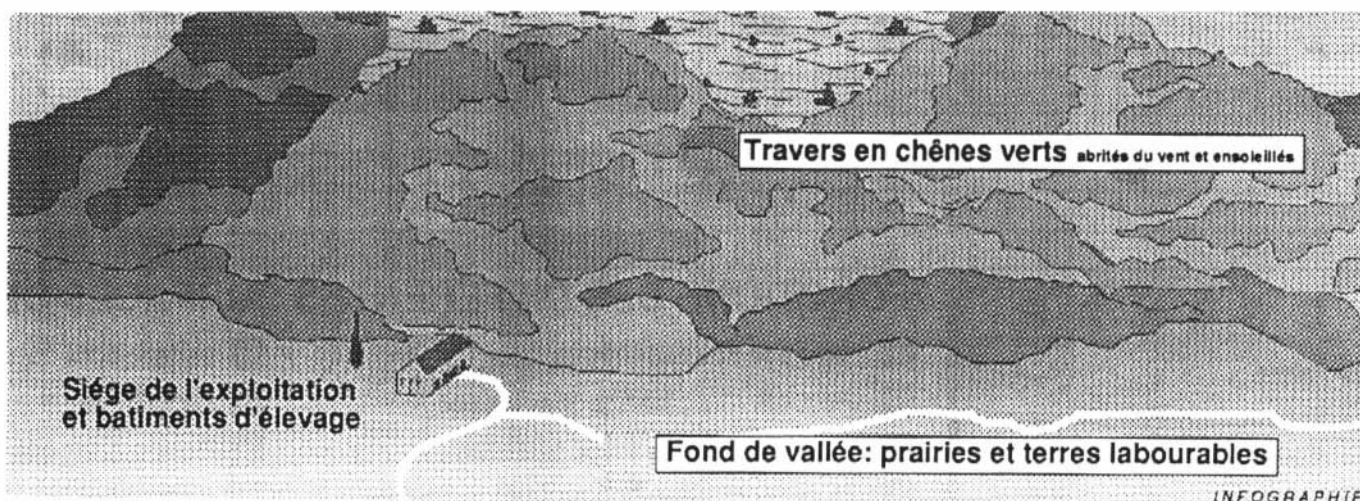 Travers en chênes verts abrités du vent et ensoleillés
Siége de l'exploitation
et batiments d'élevage
Fond de vallée: prairies et terres labourables
INFOGRAPHIE